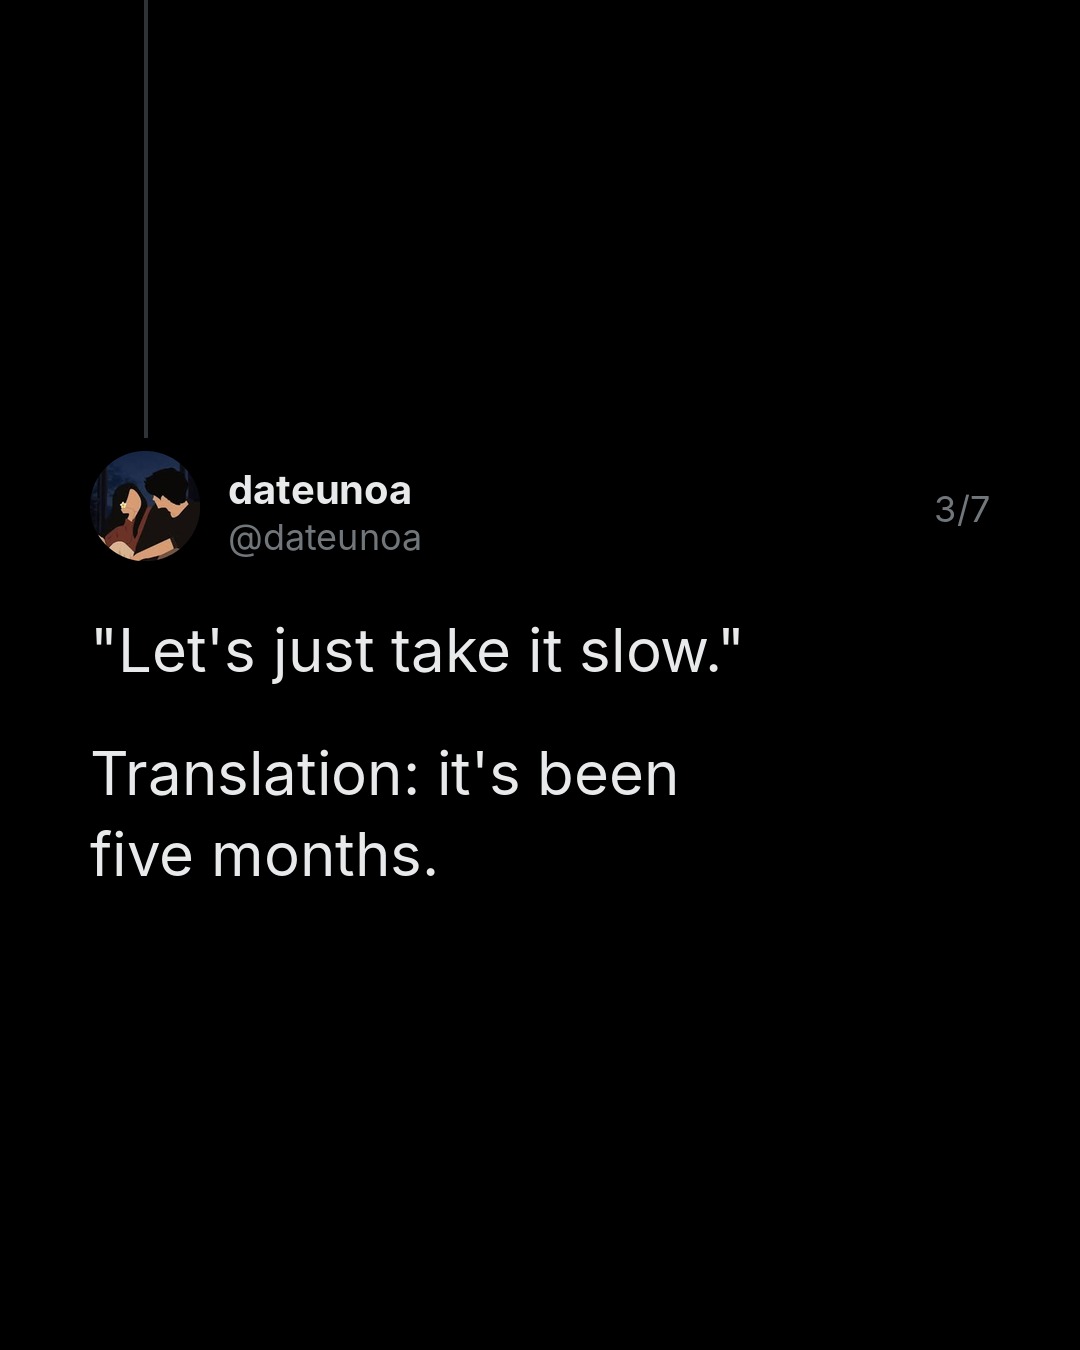 dateunoa
@dateunoa
3/7
"Let's just take it slow."
Translation: it's been
five months.